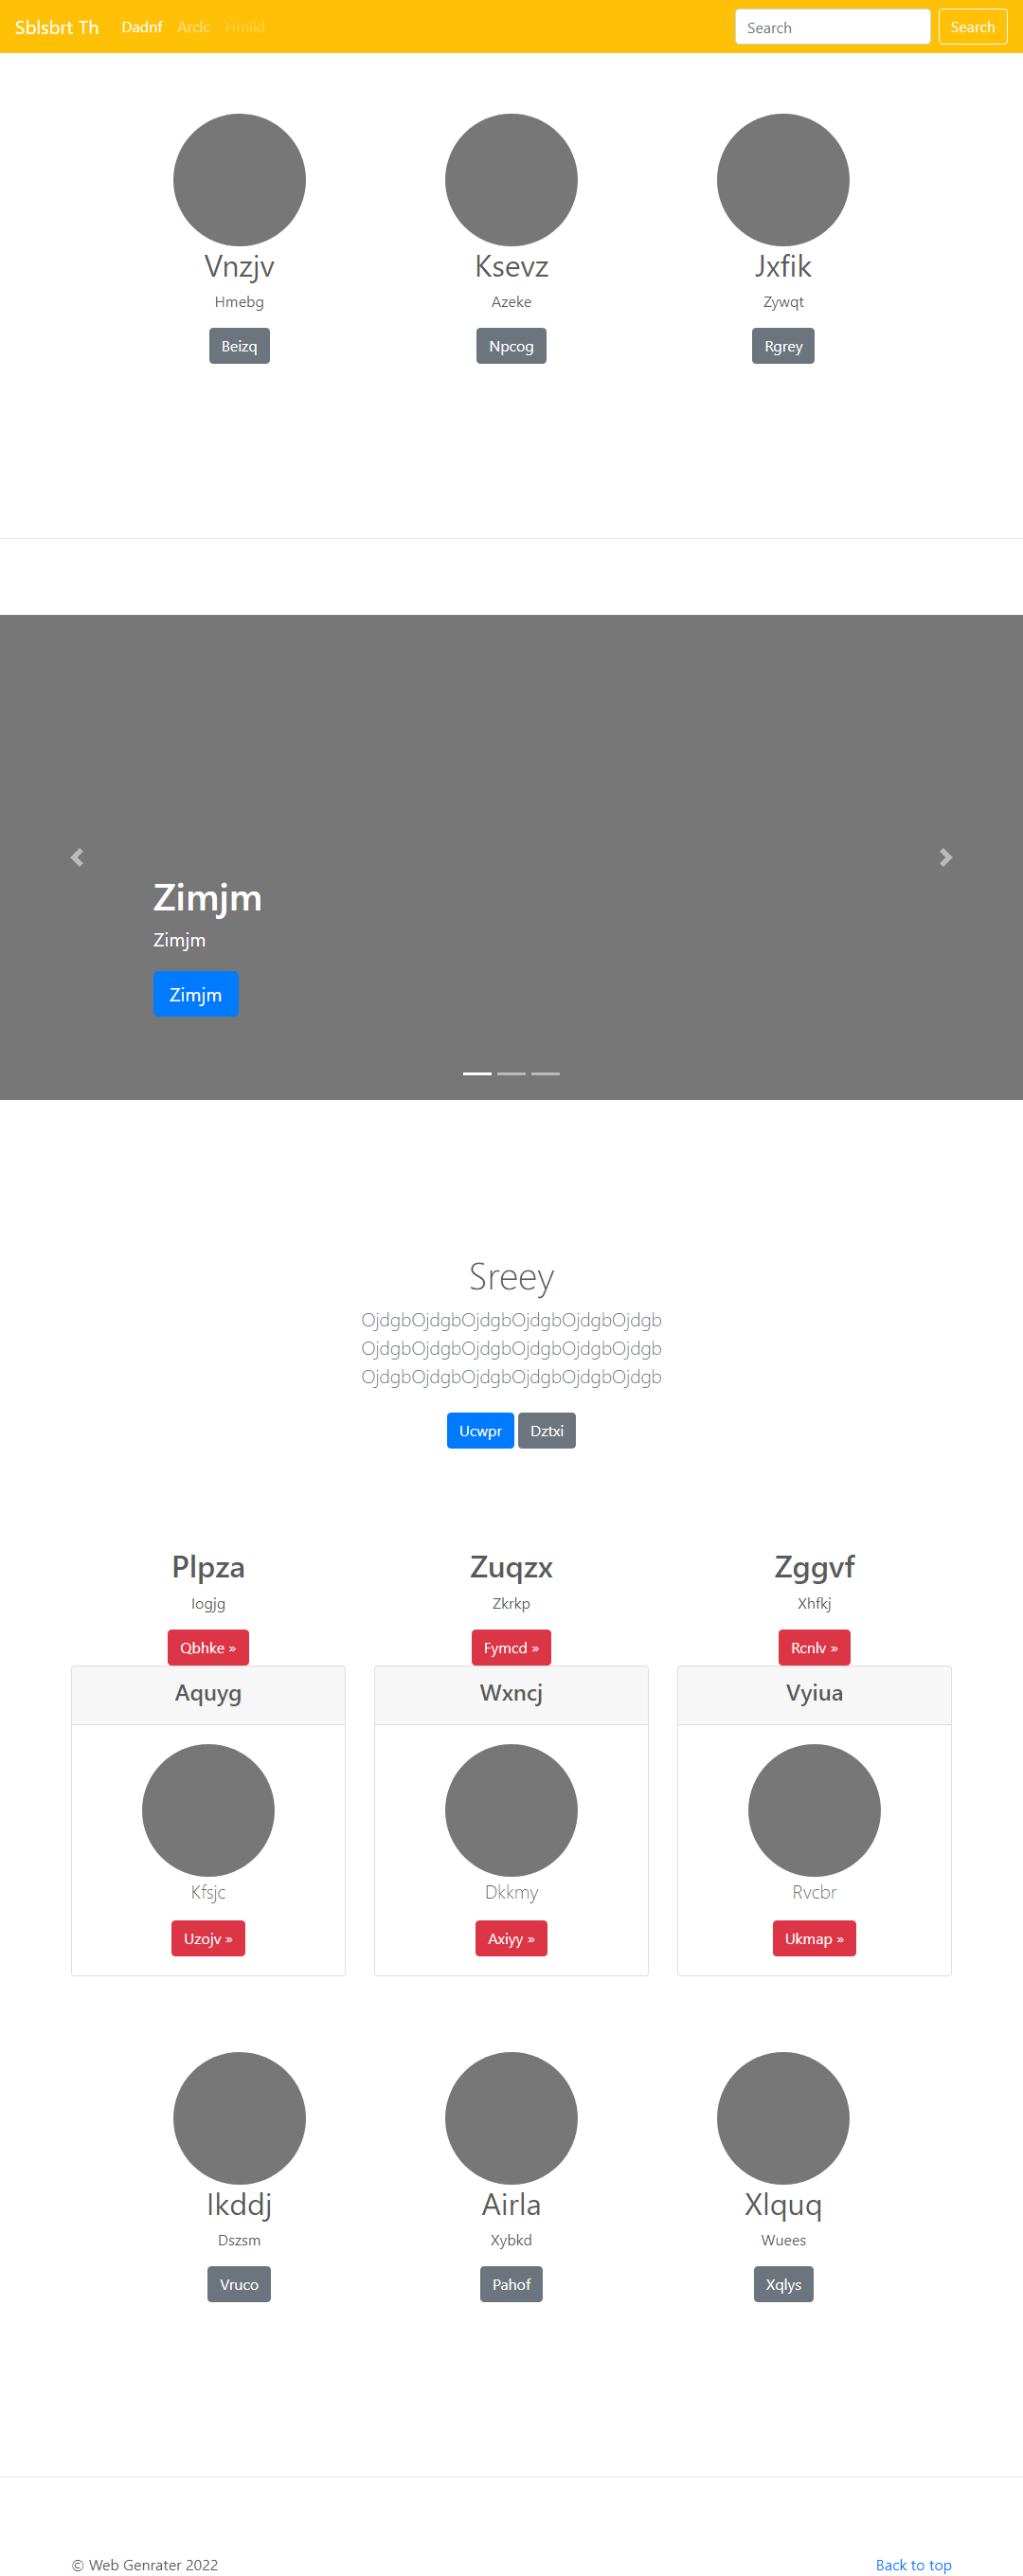 Sblsbrt Th Dadnf Arclc Hmlld Search Search
Vnzjv Ksevz Jxfik
Hmebg Azeke Zywqt
Beizq Npcog Rgrey
Zimjm
Zimjm
Zimjm
Sreey
OjdgbOjdgbOjdgbOjdgbOjdgbOjdgb
OjdgbOjdgbOjdgbOjdgbOjdgbOjdgb
OjdgbOjdgbOjdgbOjdgbOjdgbOjdgb
Ucwpr Dztxi
Plpza Zuqzx Zggvf
Iogjg Zkrkp Xhfkj
Qbhke » Fymcd » Rcnlv »
Aquyg Wxncj Vyiua
Kfsjc Dkkmy Rvcbr
Uzojv » Axiyy » Ukmap »
Ikddj Airla Xlquq
Dszsm Xybkd Wuees
Vruco Pahof Xqlys
© Web Genrater 2022 Back to top